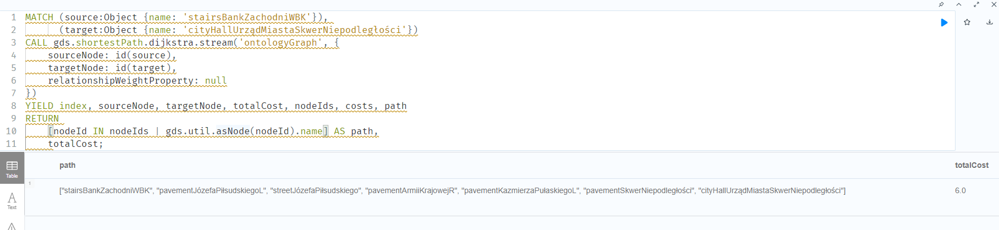 1 MATCH (source:Object {name: 'stairsBankZachodniWBK'}),
2 (target:Object {name: 'cityHallUrządMiastaSkwerNiepodległości'})
3 CALL gds.shortestPath.dijkstra.stream('ontologyGraph', {
4 sourceNode: id(source),
5 targetNode: id(target),
6 relationshipWeightProperty: null
7 })
8 YIELD index, sourceNode, targetNode, totalCost, nodeIds, costs, path
9 RETURN
10 [nodeId IN nodeIds | gds.util.asNode(nodeId).name] AS path,
11 totalCost;
path totalCost
Table
1
["stairsBankZachodniWBK", "pavementJózefaPiłsudskiegoL", "streetJózefaPiłsudskiego", "pavementArmiiKrajowejR", "pavementKazmierzaPułaskiegoL", "pavementSkwerNiepodległości", "cityHallUrządMiastaSkwerNiepodległości"] 6.0
A
Text